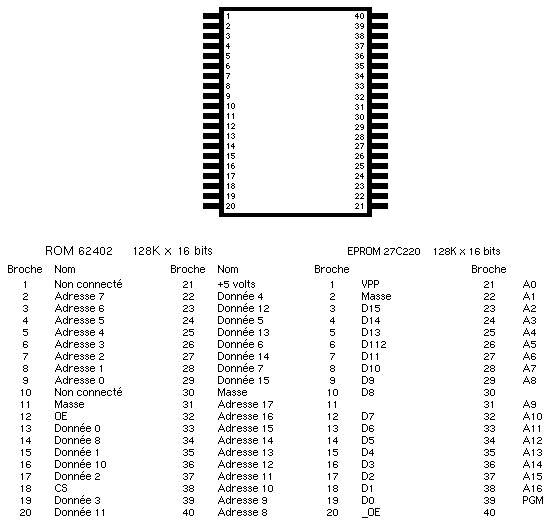 1 40
2 39
3 38
4 37
5 36
6 35
7 34
8 33
9 32
10 31
11 30
12 29
13 28
14 27
15 26
16 25
17 24
18 23
19 22
20 21
ROM 62402 128K x 16 bits EPROM 27C220 128K x 16 bits
Broche Nom Broche Nom Broche Broche
1 Non connecté 21 +5 volts 1 VPP 21 A0
2 Adresse 7 22 Donnée 4 2 Masse 22 A1
3 Adresse 6 23 Donnée 12 3 D15 23 A2
4 Adresse 5 24 Donnée 5 4 D14 24 A3
5 Adresse 4 25 Donnée 13 5 D13 25 A4
6 Adresse 3 26 Donnée 6 6 D112 26 A5
7 Adresse 2 27 Donnée 14 7 D11 27 A6
8 Adresse 1 28 Donnée 7 8 D10 28 A7
9 Adresse 0 29 Donnée 15 9 D9 29 A8
10 Non connecté 30 Masse 10 D8 30
11 Masse 31 Adresse 17 11 31 A9
12 OE 32 Adresse 16 12 D7 32 A10
13 Donnée 0 33 Adresse 15 13 D6 33 A11
14 Donnée 8 34 Adresse 14 14 D5 34 A12
15 Donnée 1 35 Adresse 13 15 D4 35 A13
16 Donnée 10 36 Adresse 12 16 D3 36 A14
17 Donnée 2 37 Adresse 11 17 D2 37 A15
18 CS 38 Adresse 10 18 D1 38 A16
19 Donnée 3 39 Adresse 9 19 D0 39 PGM
20 Donnée 11 40 Adresse 8 20 _OE 40